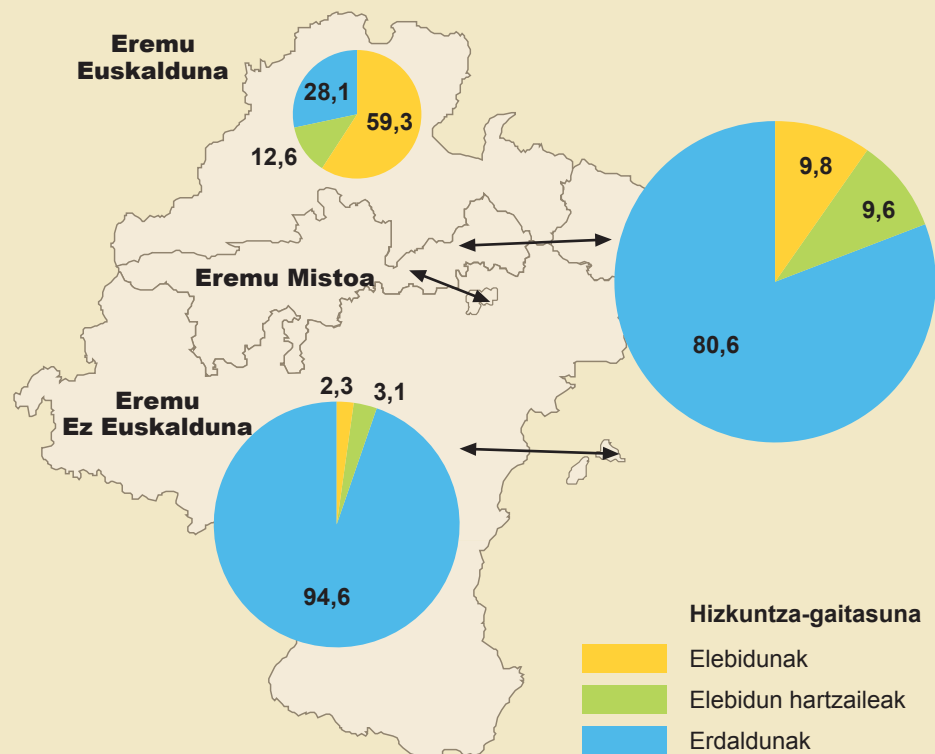 Eremu
Euskalduna
28,1
59,3
12,6
9,8
9,6
80,6
Eremu Mistoa
Eremu
Ez Euskalduna
2,3
3,1
94,6
Hizkuntza-gaitasuna
Elebidunak
Elebidun hartzaileak
Erdaldunak